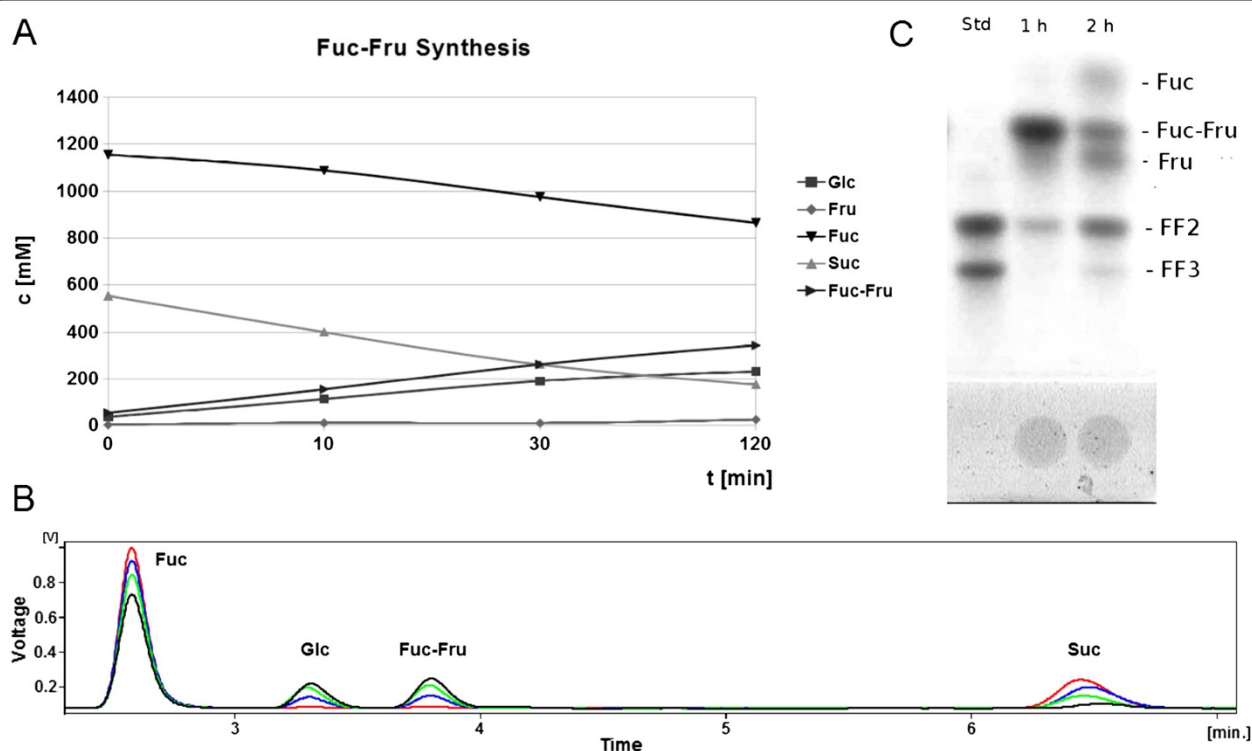 A
Fuc-Fru Synthesis
1400
1200
1000
800
600
400
200
0
c [mM]
0 10 30 120
t [min]
Glc
Fru
Fuc
Suc
Fuc-Fru
C
Std 1 h 2 h
- Fuc
- Fuc-Fru
- Fru
- FF2
- FF3
B
[V]
0.8
0.6
0.4
0.2
Voltage
Fuc
Glc
Fuc-Fru
Suc
3 4 5 6
Time
[min.]